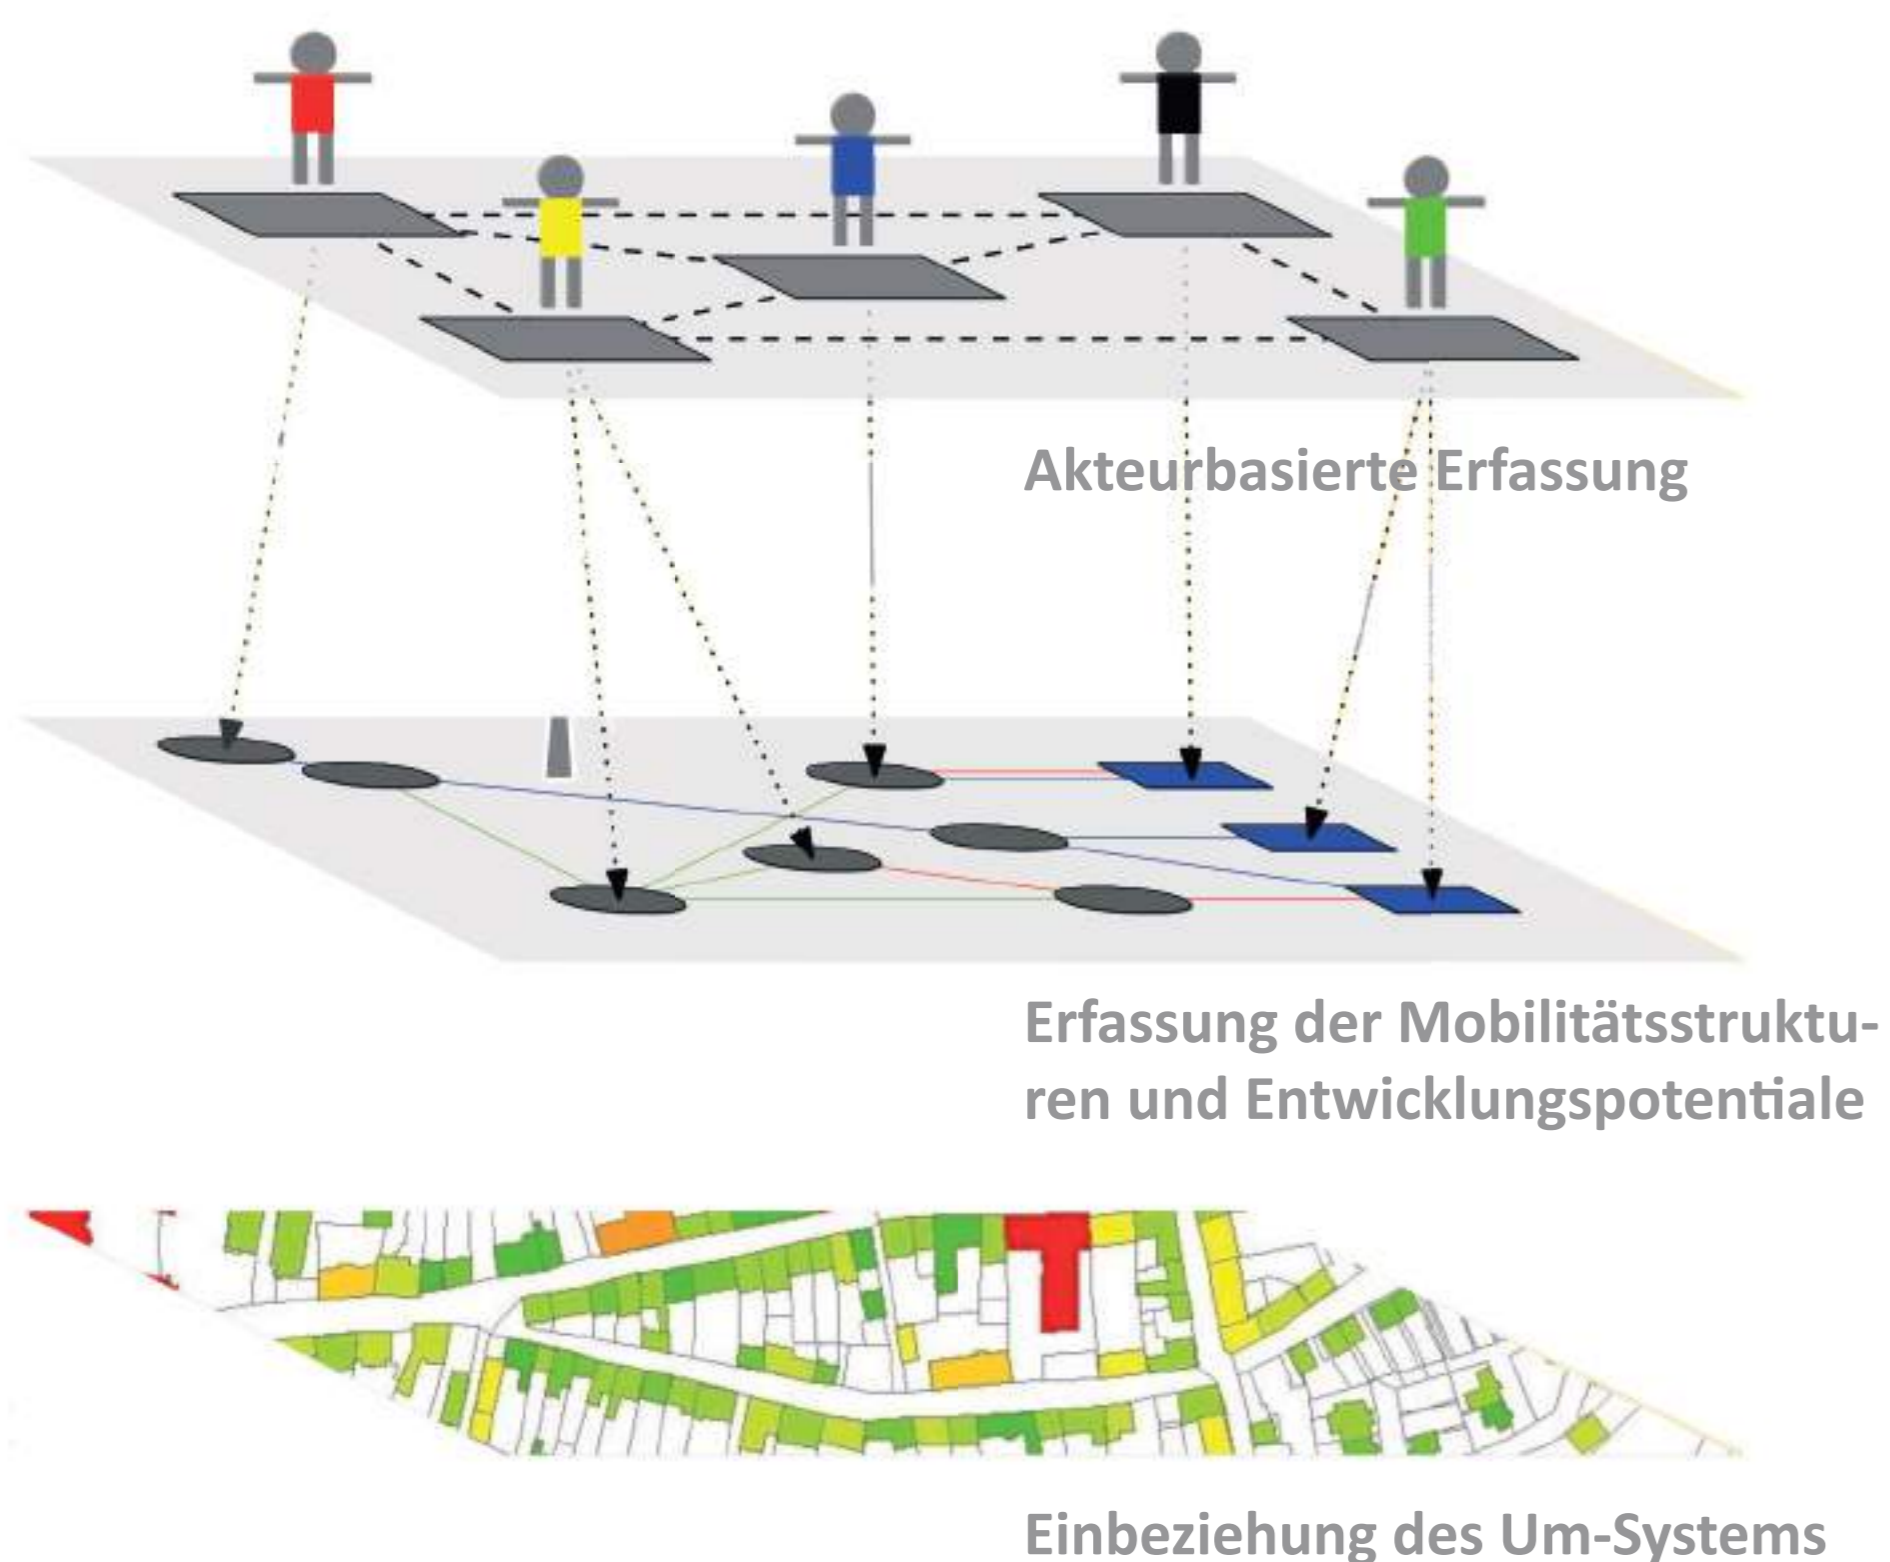 Akteurbasierte Erfassung
Erfassung der Mobilitätsstruktu-
ren und Entwicklungspotentiale
Einbeziehung des Um-Systems